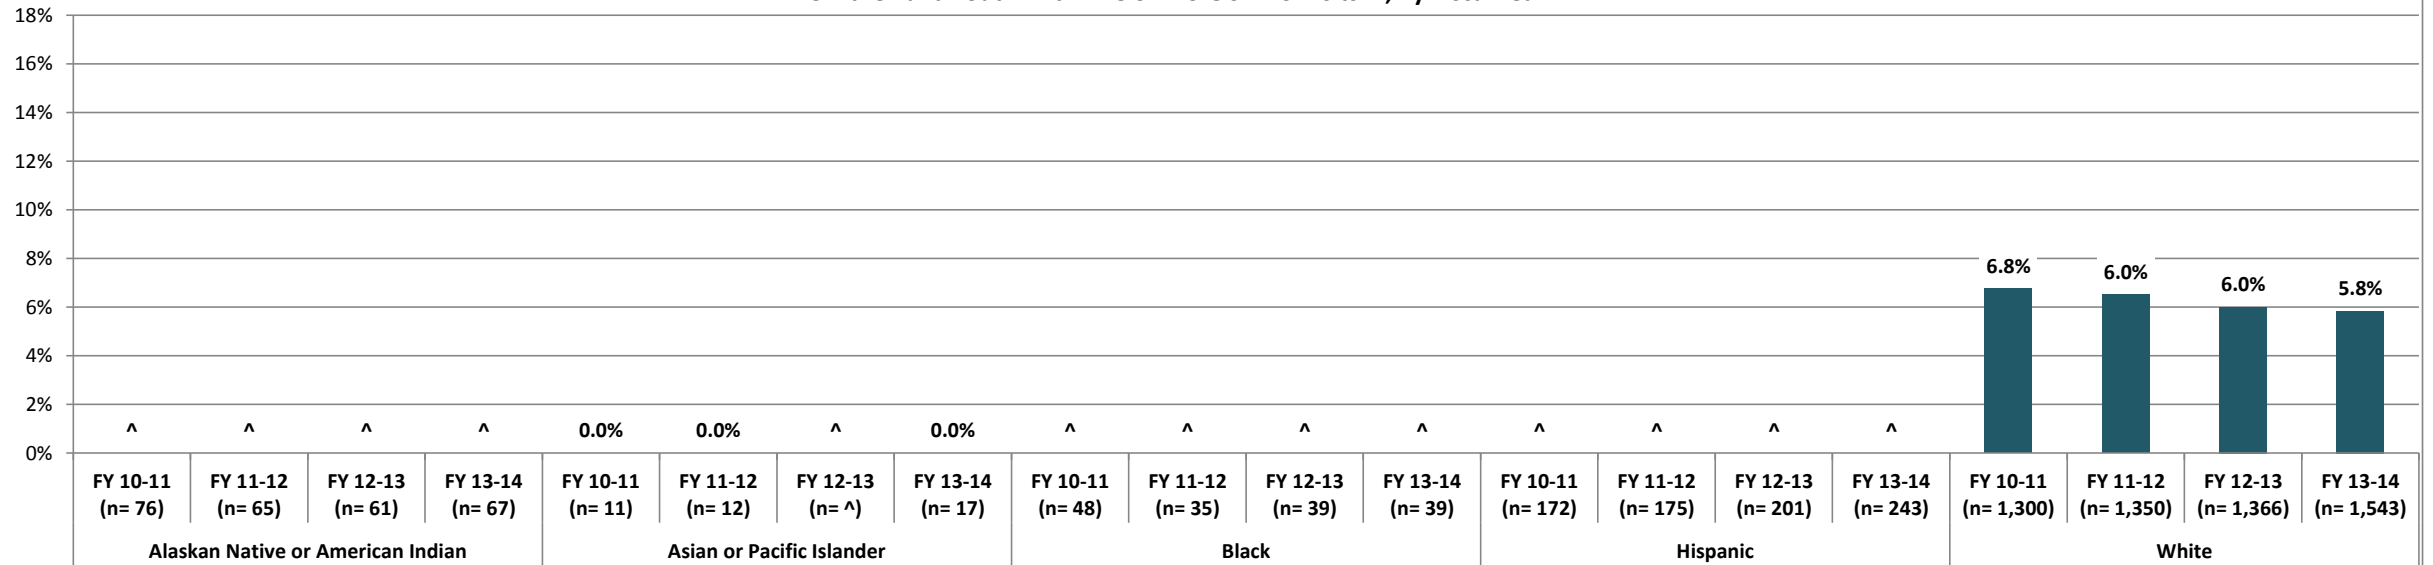 18%
16%
14%
12%
10%
8%
6%
4%
2%
0%
^ ^ ^ ^ 0.0% 0.0% ^ 0.0% ^ ^ ^ ^ ^ ^ ^ ^ 6.8% 6.0% 6.0% 5.8%
FY 10-11 FY 11-12 FY 12-13 FY 13-14 FY 10-11 FY 11-12 FY 12-13 FY 13-14 FY 10-11 FY 11-12 FY 12-13 FY 13-14 FY 10-11 FY 11-12 FY 12-13 FY 13-14 FY 10-11 FY 11-12 FY 12-13 FY 13-14
(n= 76) (n= 65) (n= 61) (n= 67) (n= 11) (n= 12) (n= ^) (n= 17) (n= 48) (n= 35) (n= 39) (n= 39) (n= 172) (n= 175) (n= 201) (n= 243) (n= 1,300) (n= 1,350) (n= 1,366) (n= 1,543)
Alaskan Native or American Indian Asian or Pacific Islander Black Hispanic White